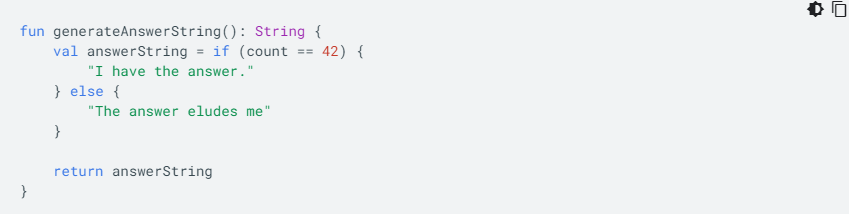 fun generateAnswerString(): String {
    val answerString = if (count == 42) {
        "I have the answer."
    } else {
        "The answer eludes me"
    }

    return answerString
}